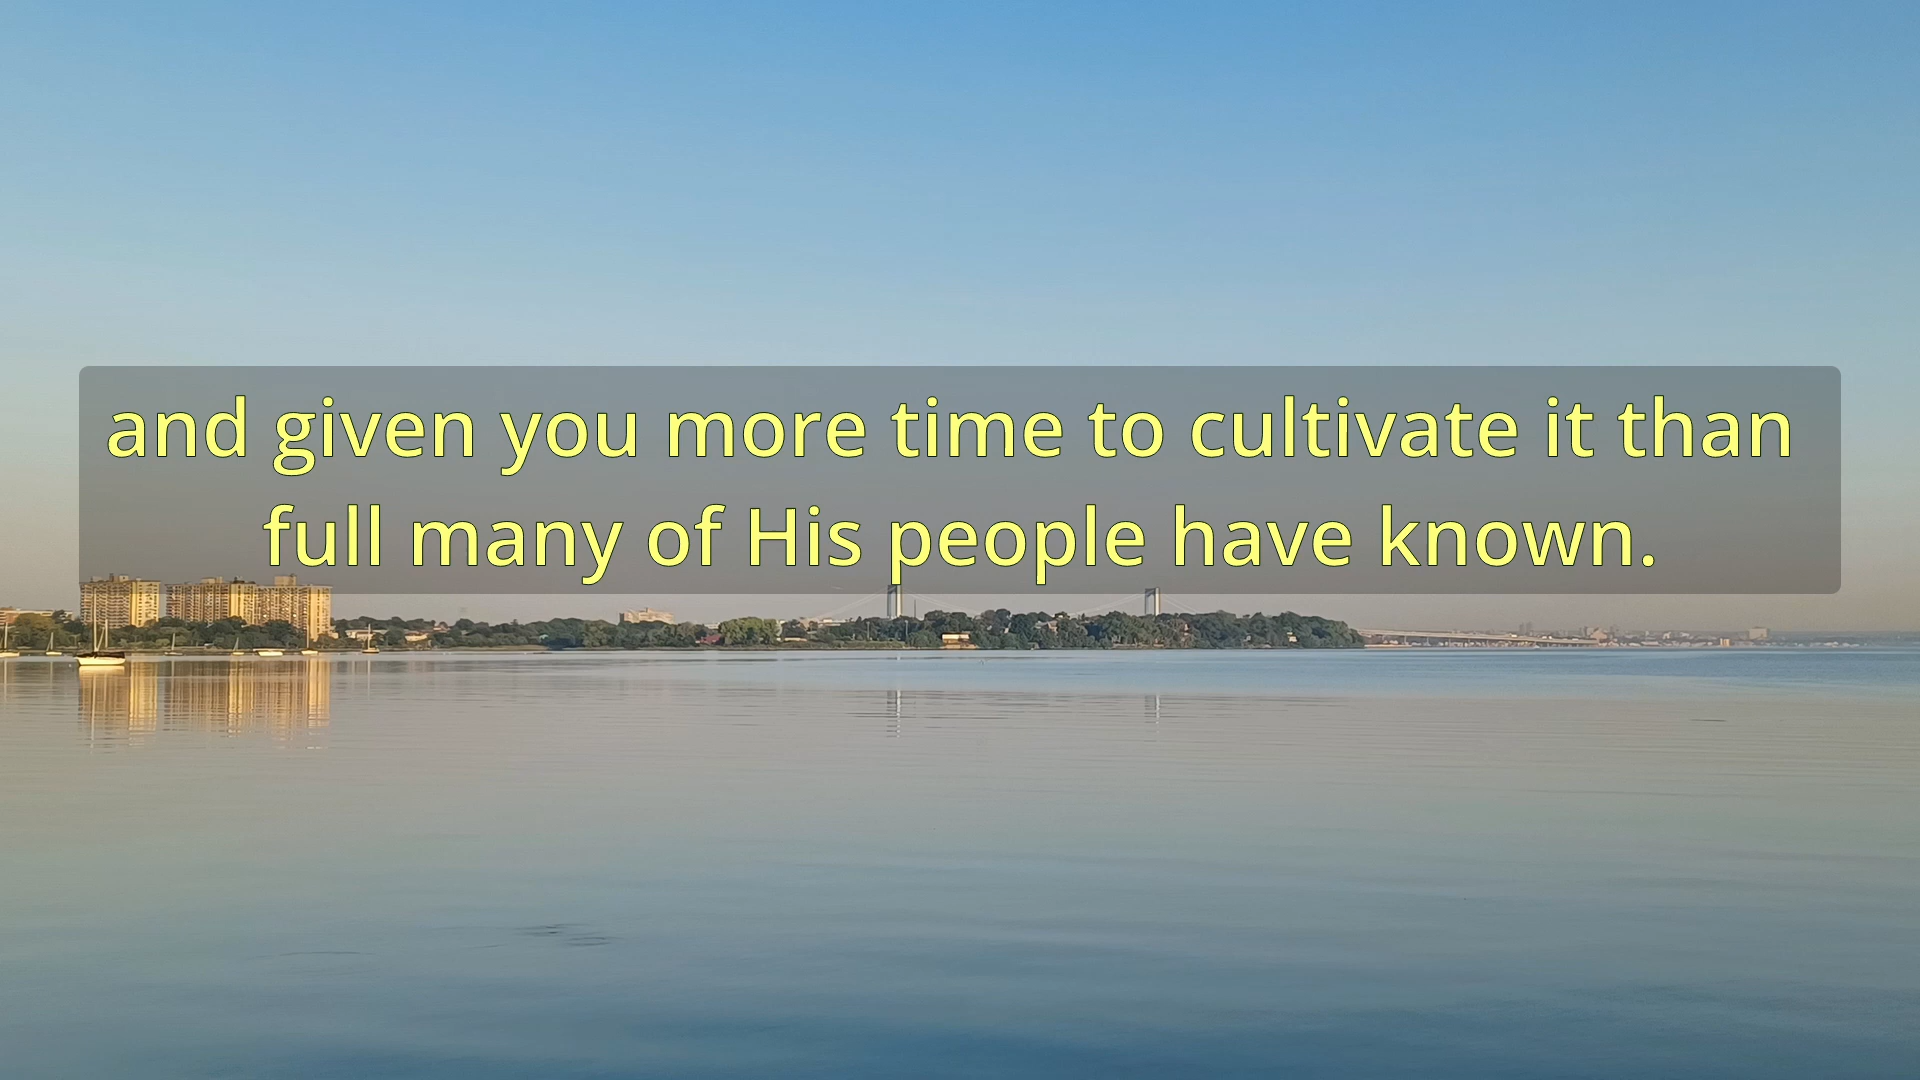 and given you more time to cultivate it than
full many of His people have known.